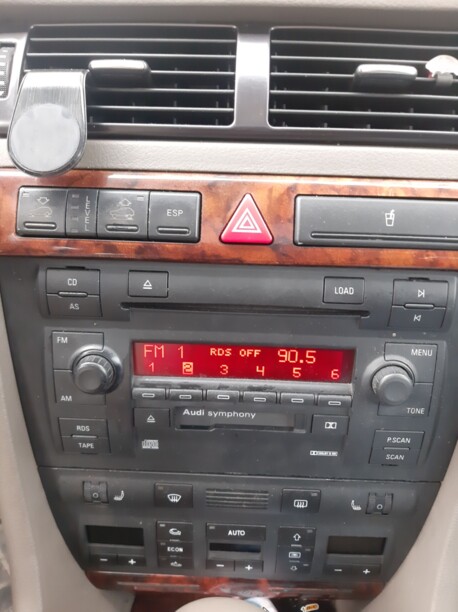 LEVEL
ESP
CD
AS
LOAD
FM
AM
FM 1 RDS OFF 90.5
1 2 3 4 5 6
MENU
TONE
Audi symphony
RDS
TAPE
P.SCAN
SCAN
AUTO
ECON
- +
- +
- +